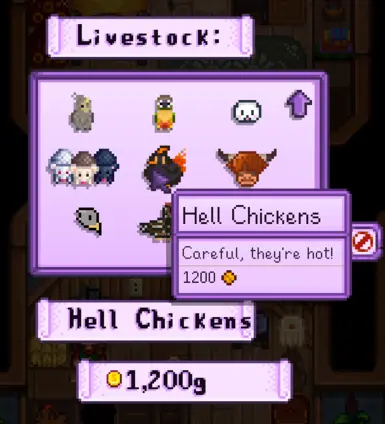 Livestock:
Hell Chickens
Careful, they're hot!
1200
Hell Chickens
1,200g